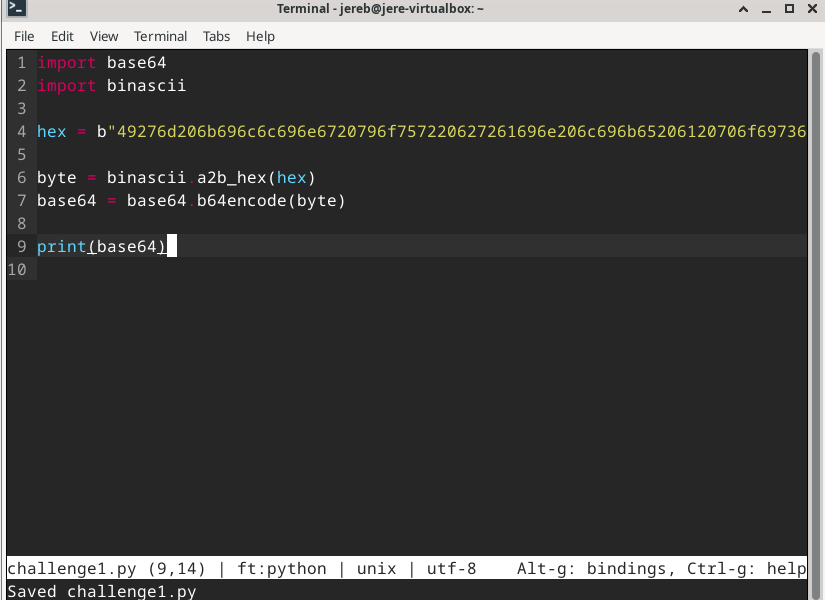 Terminal - jereb@jere-virtualbox: ~
File Edit View Terminal Tabs Help
1 import base64
2 import binascii
3
4 hex = b"49276d206b696c6c696e6720796f757220627261696e206c696b65206120706f69736
5
6 byte = binascii.a2b_hex(hex)
7 base64 = base64.b64encode(byte)
8
9 print(base64)
10
challenge1.py (9,14) | ft:python | unix | utf-8 Alt-g: bindings, Ctrl-g: help
Saved challenge1.py